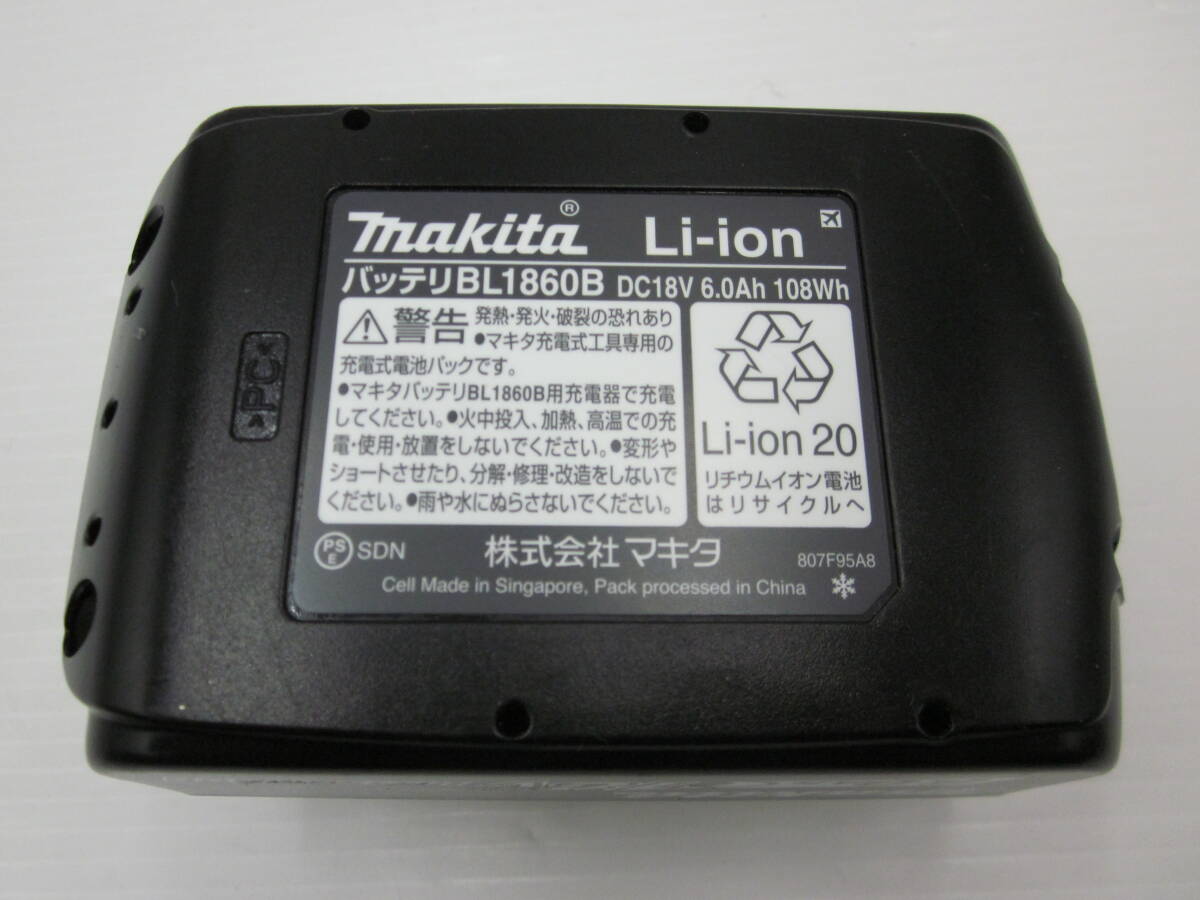 makita® Li-ion
バッテリBL1860B DC18V 6.0Ah 108Wh
警告 発熱・発火・破裂の恐れあり
●マキタ充電式工具専用の
充電式電池パックです。
●マキタバッテリBL1860B用充電器で充電
してください。●火中投入、加熱、高温での充
電・使用・放置をしないでください。●変形や
ショートさせたり、分解・修理・改造をしないで
ください。●雨や水にぬらさないでください。
Li-ion 20
リチウムイオン電池
はリサイクルへ
PSE SDN 株式会社マキタ 807F95A8
Cell Made in Singapore, Pack processed in China
>PC<